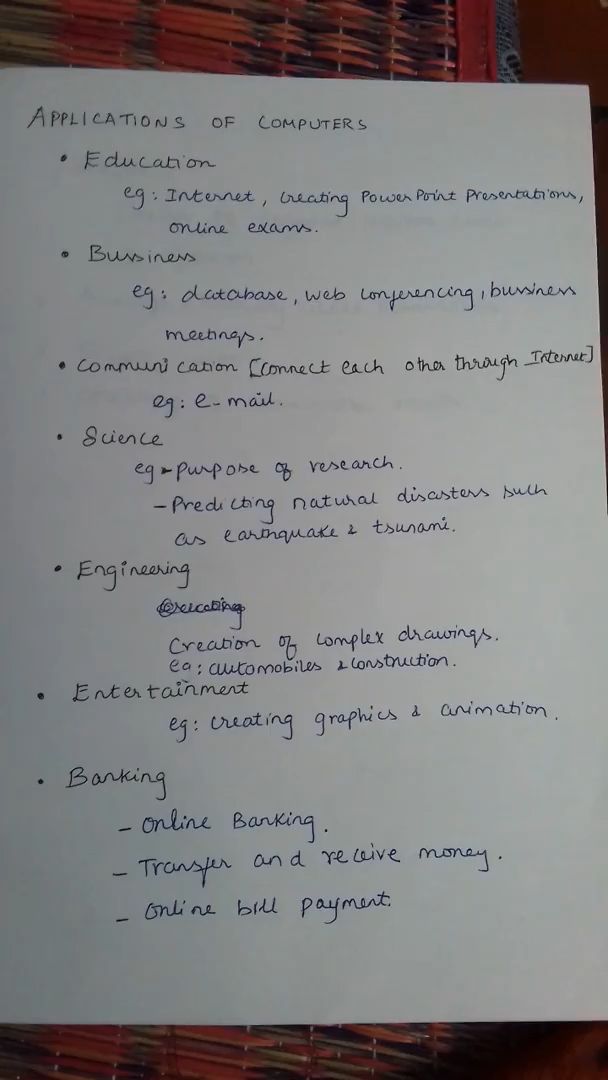 APPLICATIONS OF COMPUTERS
• Education
eg: Internet, creating PowerPoint Presentations,
online exams.
• Bussiness
eg: database, web conferencing, bussiness
meetings.
• Communication [connect each other through Internet]
eg: e-mail.
• Science
eg - purpose of research.
- Predicting natural disasters such
as earthquake & tsunami.
• Engineering
Creation of complex drawings.
eg: automobiles & construction.
• Entertainment
eg: creating graphics & animation.
• Banking
- Online Banking.
- Transfer and receive money.
- Online bill payment.